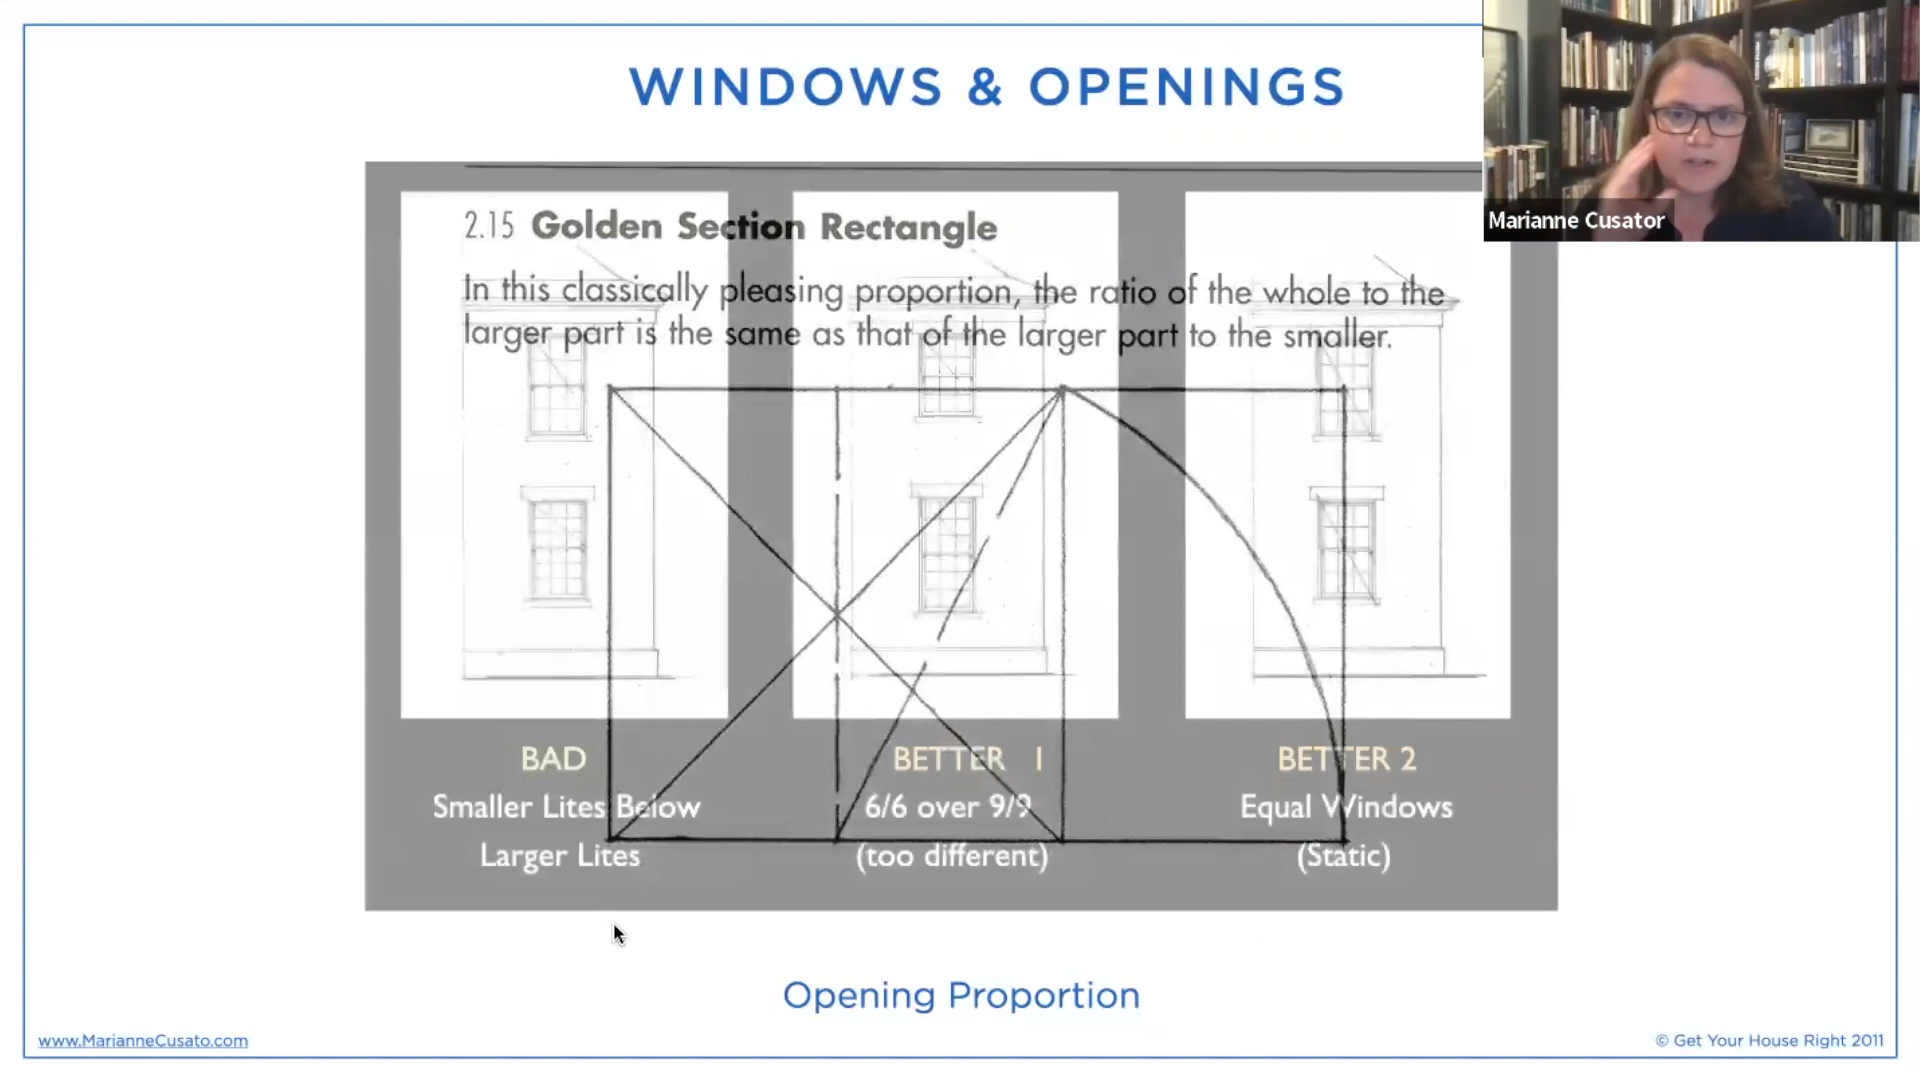 WINDOWS & OPENINGS
Marianne Cusator
2.15 Golden Section Rectangle
In this classically pleasing proportion, the ratio of the whole to the
larger part is the same as that of the larger part to the smaller.
BAD
Smaller Lites Below
Larger Lites
BETTER 1
6/6 over 9/9
(too different)
BETTER 2
Equal Windows
(Static)
Opening Proportion
www.MarianneCusato.com
© Get Your House Right 2011